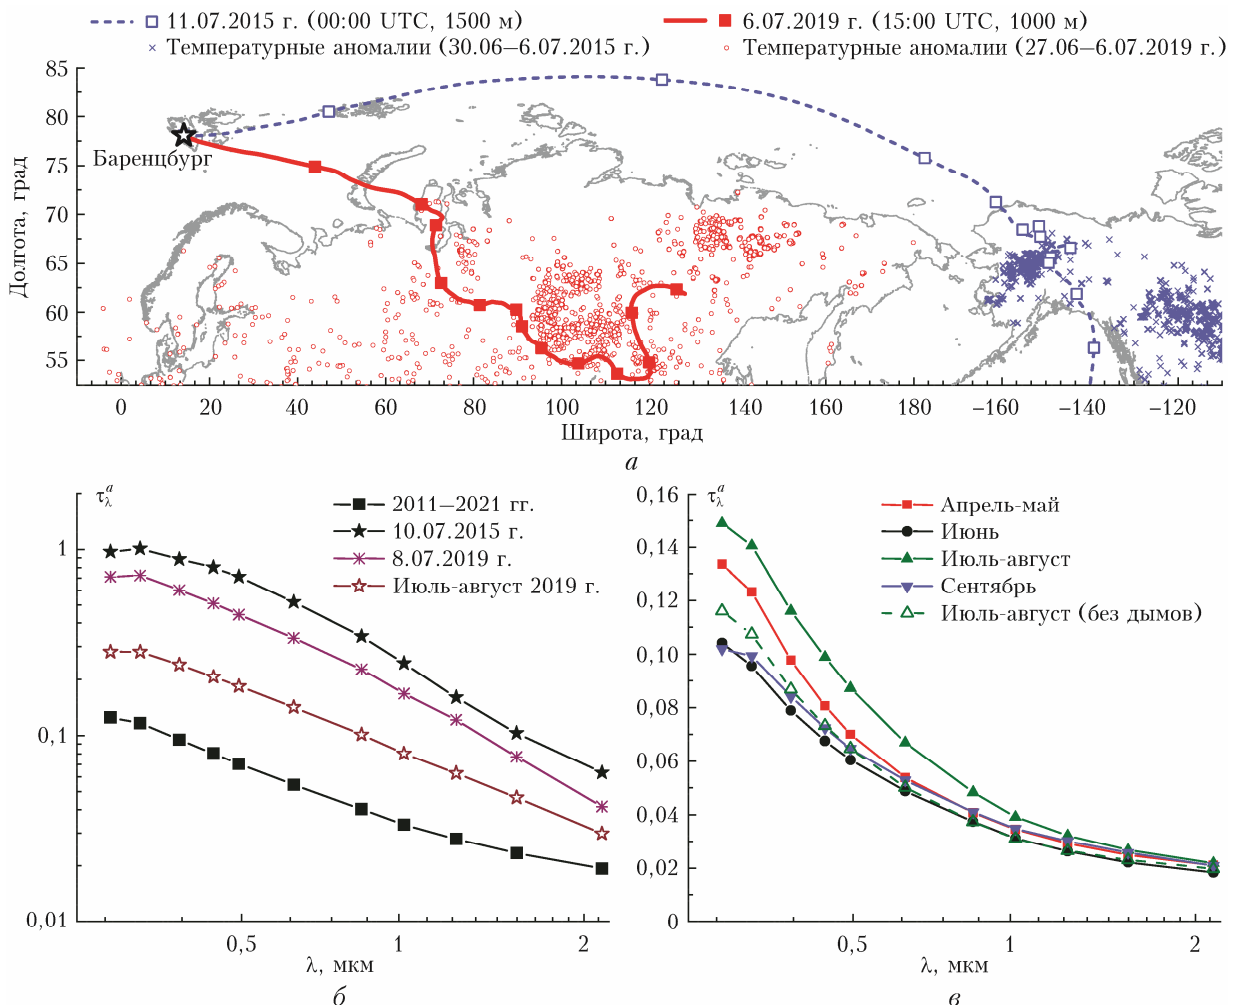 11.07.2015 г. (00:00 UTC, 1500 м)
6.07.2019 г. (15:00 UTC, 1000 м)
Температурные аномалии (30.06–6.07.2015 г.)
Температурные аномалии (27.06–6.07.2019 г.)
85
80
75
70
65
60
55
Долгота, град
Баренцбург
0 20 40 60 80 100 120 140 160 180 –160 –140 –120
Широта, град
а
τλᵃ
2011–2021 гг.
10.07.2015 г.
8.07.2019 г.
Июль-август 2019 г.
1
0,1
0,01
0,5 1 2
λ, мкм
б
τλᵃ
Апрель-май
Июнь
Июль-август
Сентябрь
Июль-август (без дымов)
0,16
0,14
0,12
0,10
0,08
0,06
0,04
0,02
0
0,5 1 2
λ, мкм
в